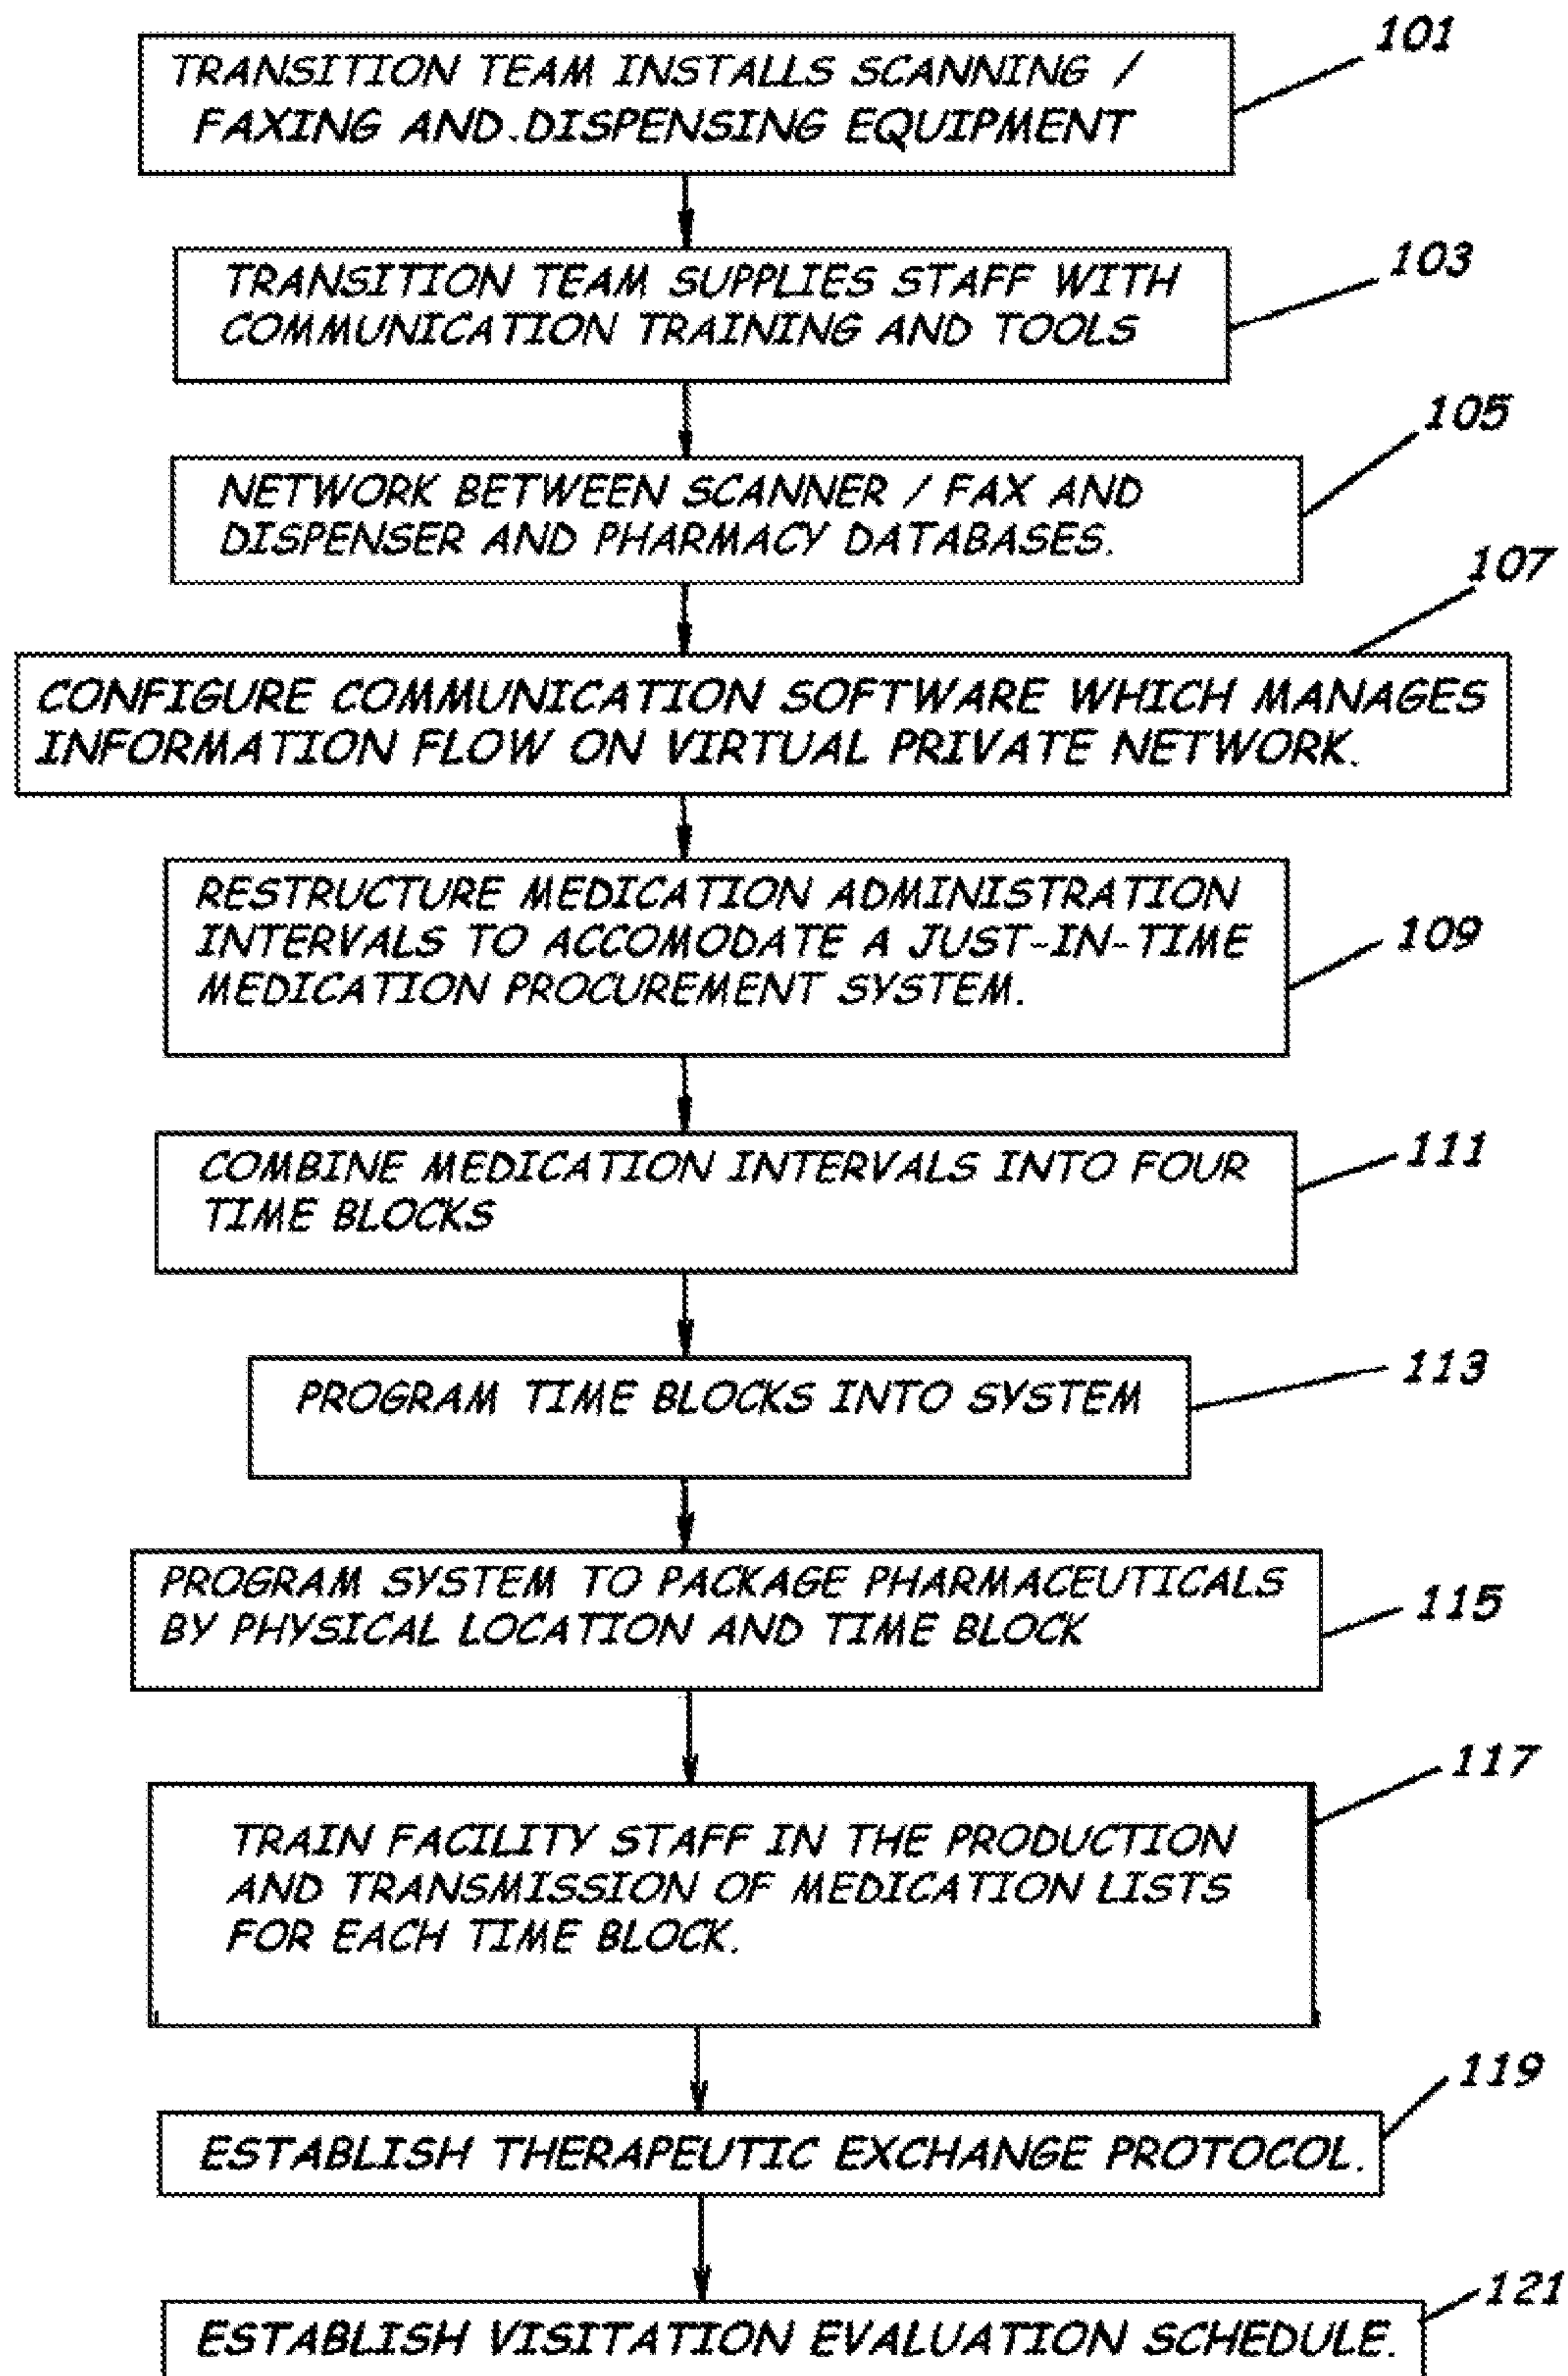 101
TRANSITION TEAM INSTALLS SCANNING /
FAXING AND DISPENSING EQUIPMENT
103
TRANSITION TEAM SUPPLIES STAFF WITH
COMMUNICATION TRAINING AND TOOLS
105
NETWORK BETWEEN SCANNER / FAX AND
DISPENSER AND PHARMACY DATABASES.
107
CONFIGURE COMMUNICATION SOFTWARE WHICH MANAGES
INFORMATION FLOW ON VIRTUAL PRIVATE NETWORK.
RESTRUCTURE MEDICATION ADMINISTRATION
INTERVALS TO ACCOMODATE A JUST-IN-TIME
MEDICATION PROCUREMENT SYSTEM.
109
COMBINE MEDICATION INTERVALS INTO FOUR
TIME BLOCKS
111
PROGRAM TIME BLOCKS INTO SYSTEM
113
PROGRAM SYSTEM TO PACKAGE PHARMACEUTICALS
BY PHYSICAL LOCATION AND TIME BLOCK
115
117
TRAIN FACILITY STAFF IN THE PRODUCTION
AND TRANSMISSION OF MEDICATION LISTS
FOR EACH TIME BLOCK.
119
ESTABLISH THERAPEUTIC EXCHANGE PROTOCOL.
121
ESTABLISH VISITATION EVALUATION SCHEDULE.